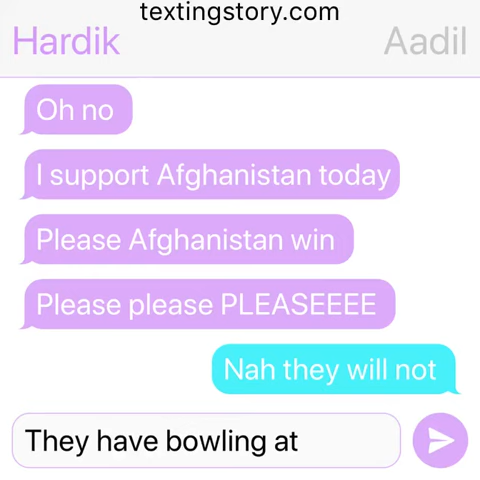 textingstory.com
Hardik Aadil
Oh no
I support Afghanistan today
Please Afghanistan win
Please please PLEASEEEE
Nah they will not
They have bowling at